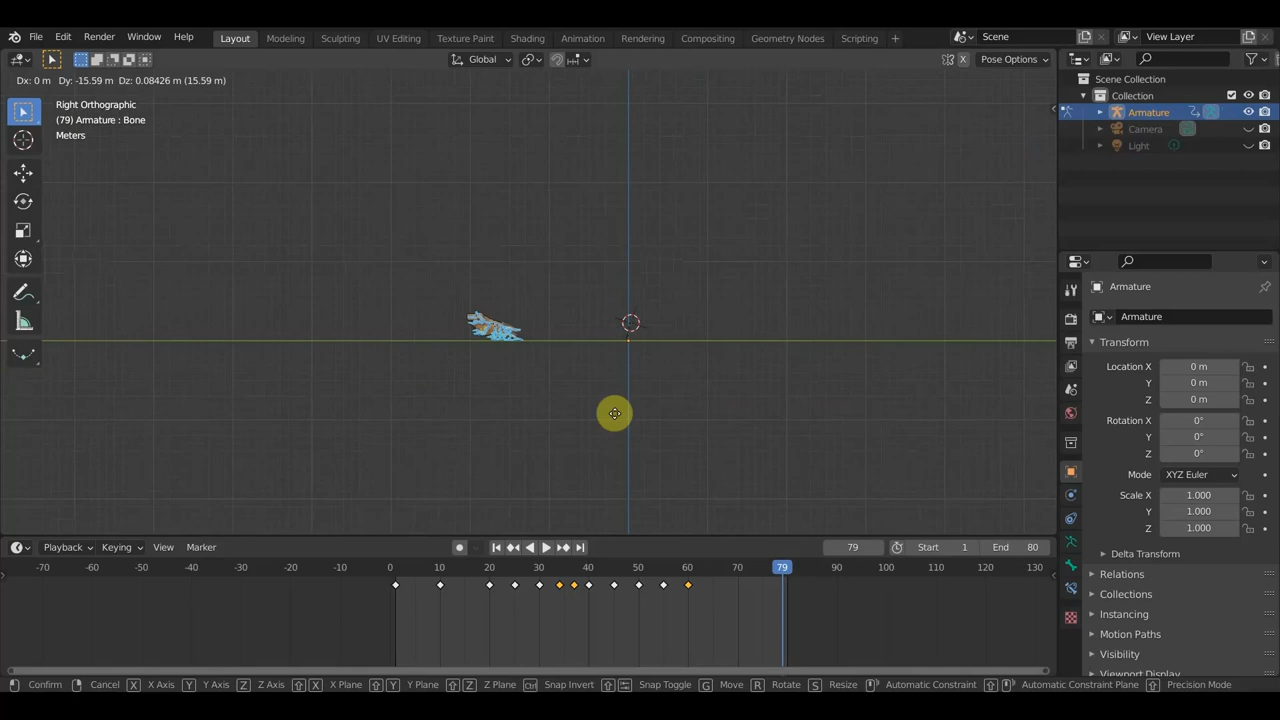 File Edit Render Window Help Layout Modeling Sculpting UV Editing Texture Paint Shading Animation Rendering Compositing Geometry Nodes Scripting + Scene View Layer
Global X Pose Options
Dx: 0 m Dy: -15.59 m Dz: 0.08426 m (15.59 m)
Right Orthographic
(79) Armature : Bone
Meters
Scene Collection
Collection
Armature
Camera
Light
Armature
Armature
Transform
Location X 0 m
Y 0 m
Z 0 m
Rotation X 0°
Y 0°
Z 0°
Mode XYZ Euler
Scale X 1.000
Y 1.000
Z 1.000
Delta Transform
Relations
Collections
Instancing
Motion Paths
Visibility
Viewport Display
Playback Keying View Marker 79 Start 1 End 80
-70 -60 -50 -40 -30 -20 -10 0 10 20 30 40 50 60 70 79 90 100 110 120 130
Confirm Cancel X X Axis Y Y Axis Z Z Axis X X Plane Y Y Plane Z Z Plane Ctrl Snap Invert Snap Toggle G Move R Rotate S Resize Automatic Constraint Automatic Constraint Plane Precision Mode